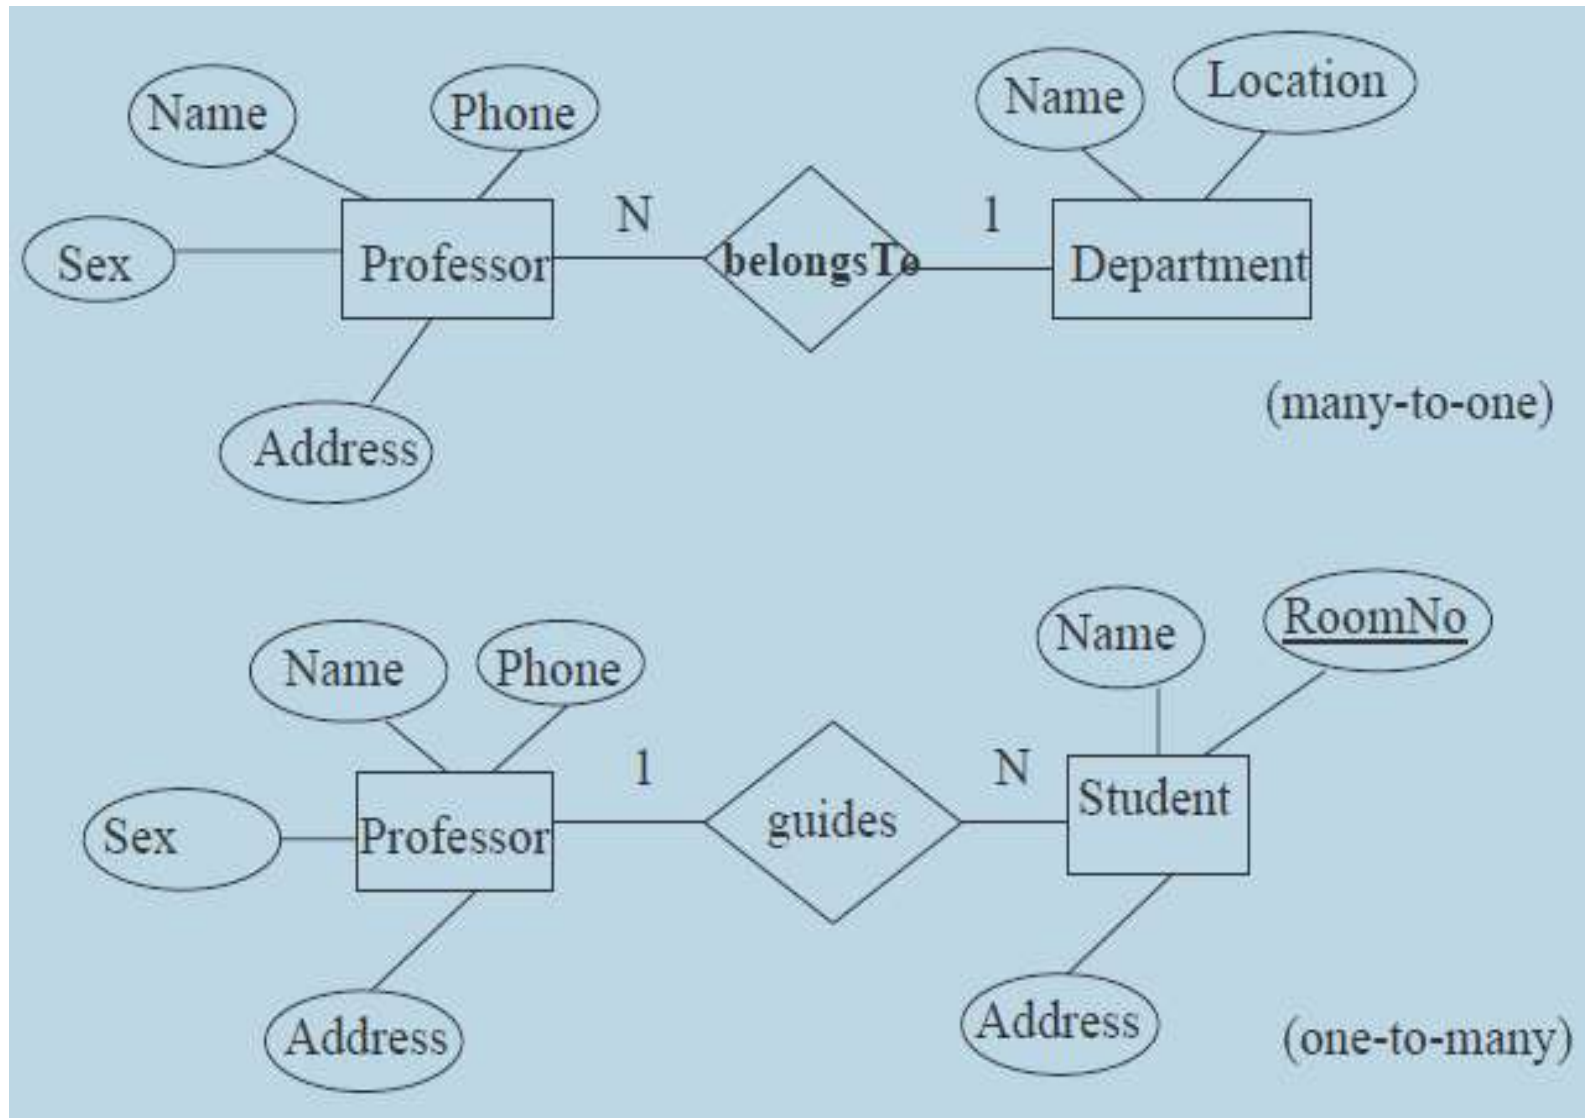 Name
Phone
Name
Location
Sex
Professor
N
belongsTo
1
Department
Address
(many-to-one)
Name
Phone
Name
RoomNo
Sex
Professor
1
guides
N
Student
Address
Address
(one-to-many)